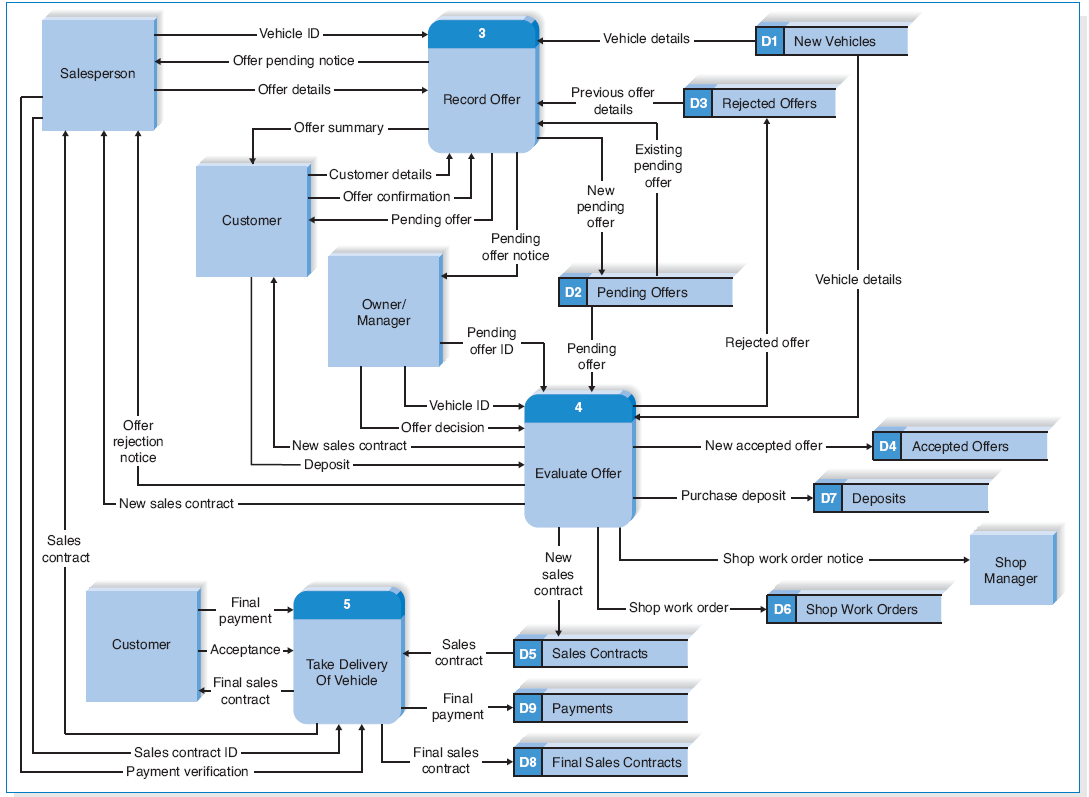 Salesperson
Vehicle ID
Offer pending notice
Offer details
3
Record Offer
Vehicle details
D1 New Vehicles
Previous offer
details
D3 Rejected Offers
Offer summary
Customer
Customer details
Offer confirmation
Pending offer
Existing
pending
offer
New
pending
offer
Pending
offer notice
Owner/
Manager
D2 Pending Offers
Vehicle details
Pending
offer ID
Pending
offer
Rejected offer
Vehicle ID
Offer decision
4
Evaluate Offer
Offer
rejection
notice
New sales contract
Deposit
New sales contract
New accepted offer
D4 Accepted Offers
Purchase deposit
D7 Deposits
Sales
contract
New
sales
contract
Shop work order notice
Shop
Manager
Shop work order
D6 Shop Work Orders
Customer
Final
payment
Acceptance
Final sales
contract
5
Take Delivery
Of Vehicle
Sales
contract
D5 Sales Contracts
Final
payment
D9 Payments
Final sales
contract
D8 Final Sales Contracts
Sales contract ID
Payment verification